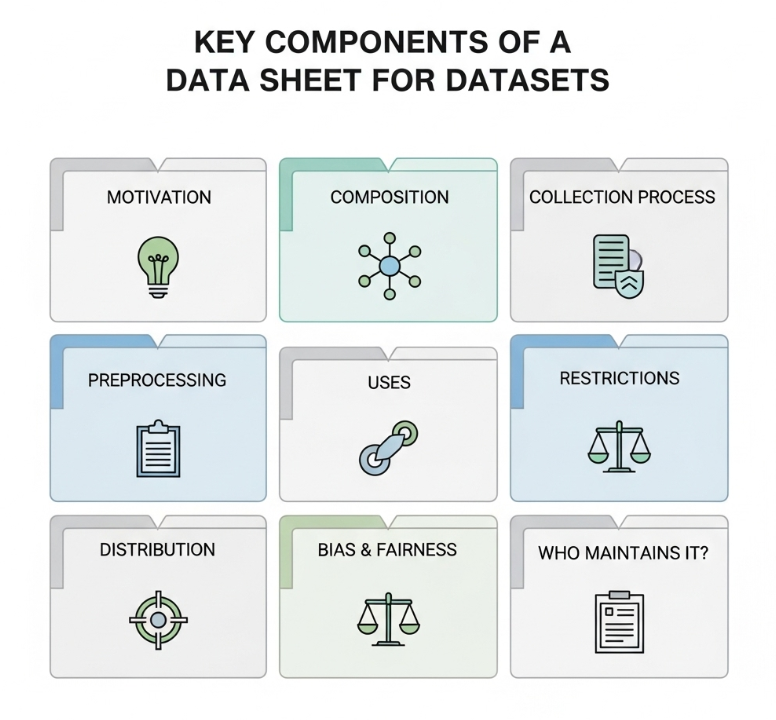 KEY COMPONENTS OF A
DATA SHEET FOR DATASETS
MOTIVATION
COMPOSITION
COLLECTION PROCESS
PREPROCESSING
USES
RESTRICTIONS
DISTRIBUTION
BIAS & FAIRNESS
WHO MAINTAINS IT?